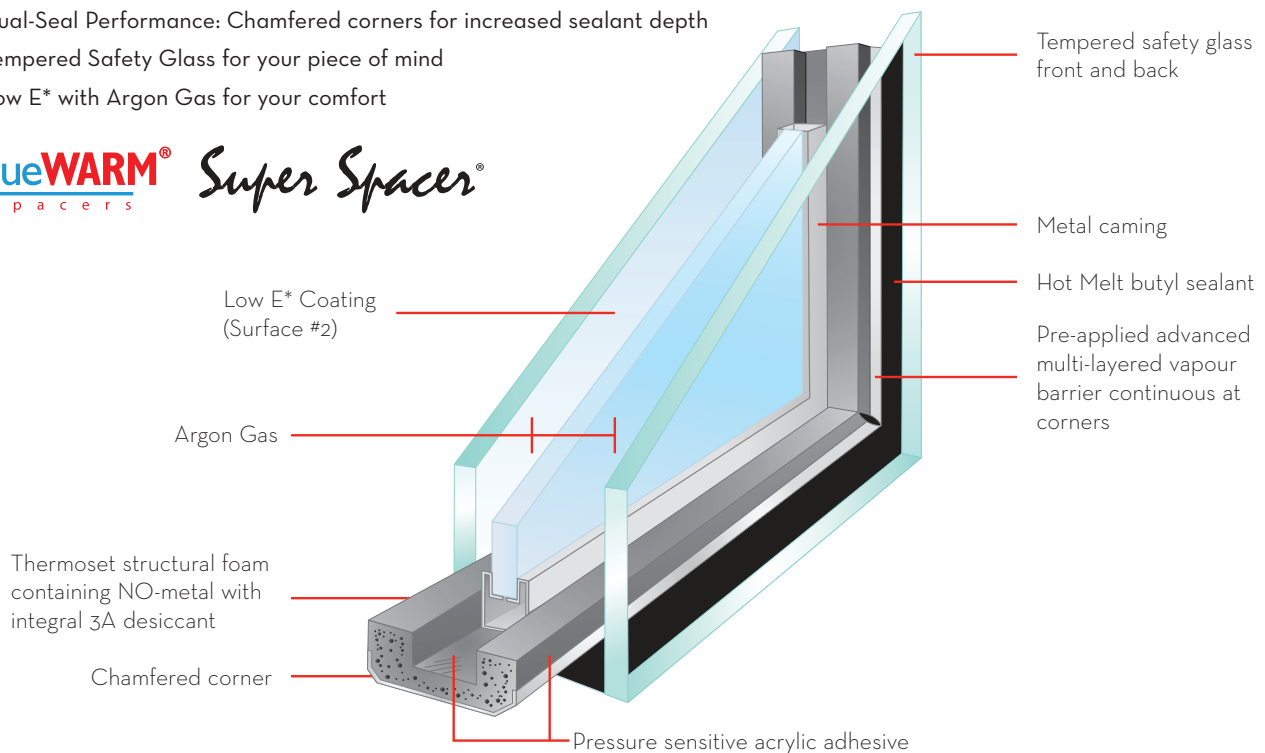 ual-Seal Performance: Chamfered corners for increased sealant depth
empered Safety Glass for your piece of mind
ow E* with Argon Gas for your comfort
ueWARM®
pacers
Super Spacer®
Tempered safety glass
front and back
Metal caming
Hot Melt butyl sealant
Low E* Coating
(Surface #2)
Pre-applied advanced
multi-layered vapour
barrier continuous at
corners
Argon Gas
Thermoset structural foam
containing NO-metal with
integral 3A desiccant
Chamfered corner
Pressure sensitive acrylic adhesive